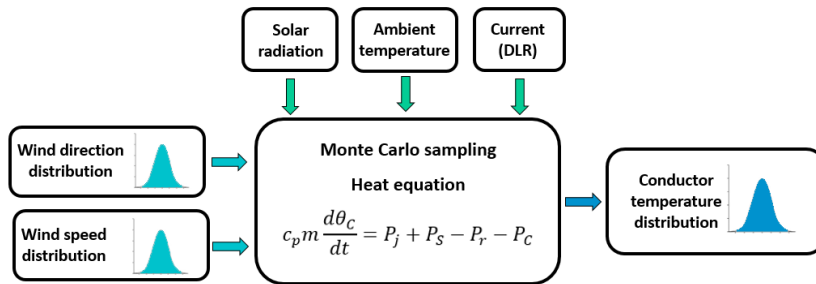 Solar
radiation
Ambient
temperature
Current
(DLR)
Wind direction
distribution
Wind speed
distribution
Monte Carlo sampling
Heat equation
c_p m dθ_C/dt = P_j + P_S − P_r − P_C
Conductor
temperature
distribution